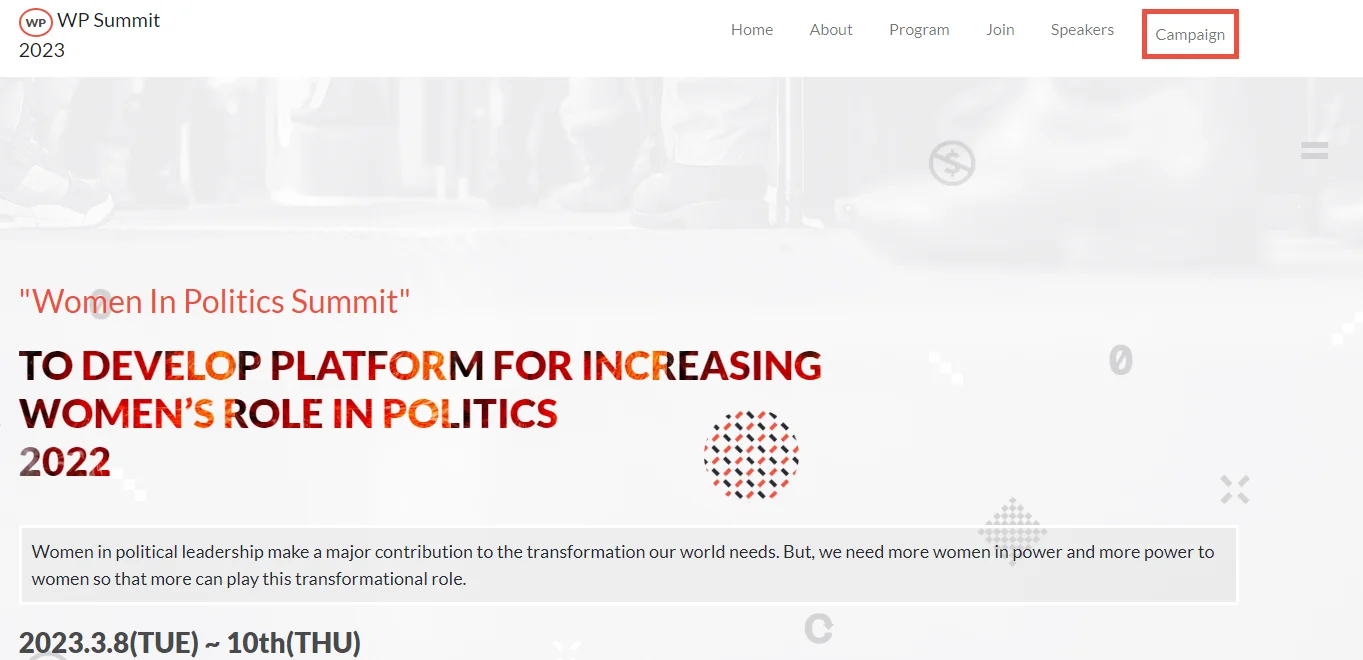 WP WP Summit
2023
Home About Program Join Speakers Campaign
"Women In Politics Summit"
TO DEVELOP PLATFORM FOR INCREASING
WOMEN’S ROLE IN POLITICS
2022
Women in political leadership make a major contribution to the transformation our world needs. But, we need more women in power and more power to
women so that more can play this transformational role.
2023.3.8(TUE) ~ 10th(THU)